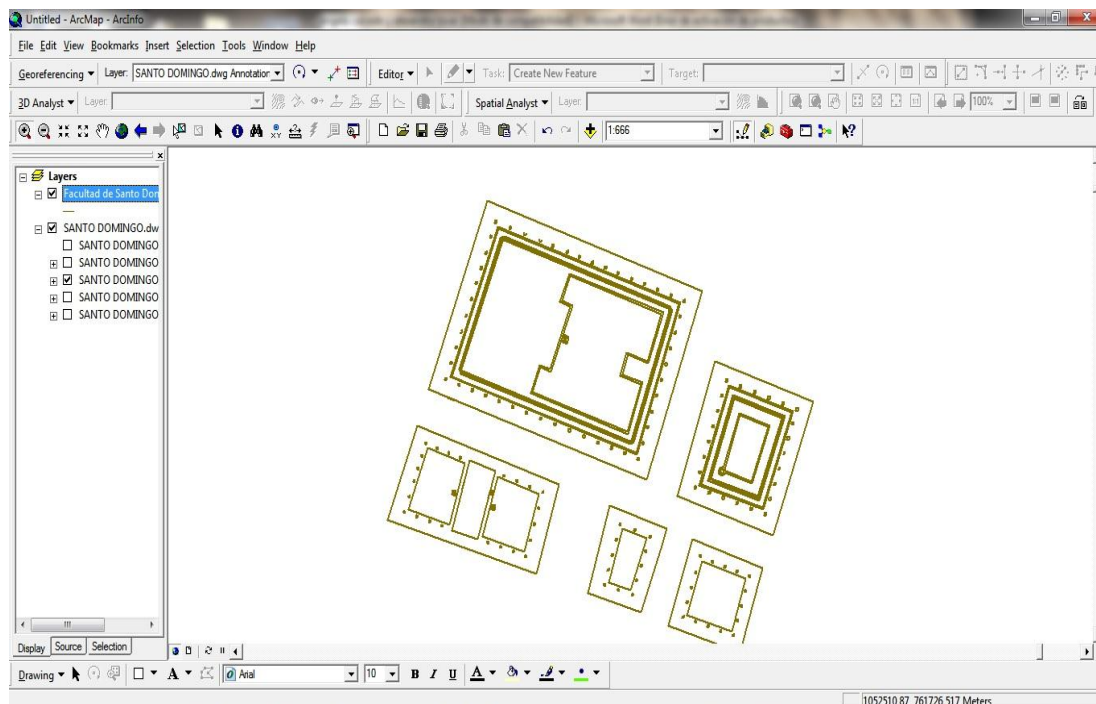 Untitled - ArcMap - ArcInfo
File Edit View Bookmarks Insert Selection Tools Window Help
Georeferencing Layer: SANTO DOMINGO.dwg Annotation Editor Task: Create New Feature Target:
3D Analyst Layer: Spatial Analyst Layer: 100%
1:666
Layers
Facultad de Santo Dom
SANTO DOMINGO.dw
SANTO DOMINGO
SANTO DOMINGO
SANTO DOMINGO
SANTO DOMINGO
SANTO DOMINGO
Display Source Selection
Drawing A Arial 10 B I U A
1052510.87 761726.517 Meters